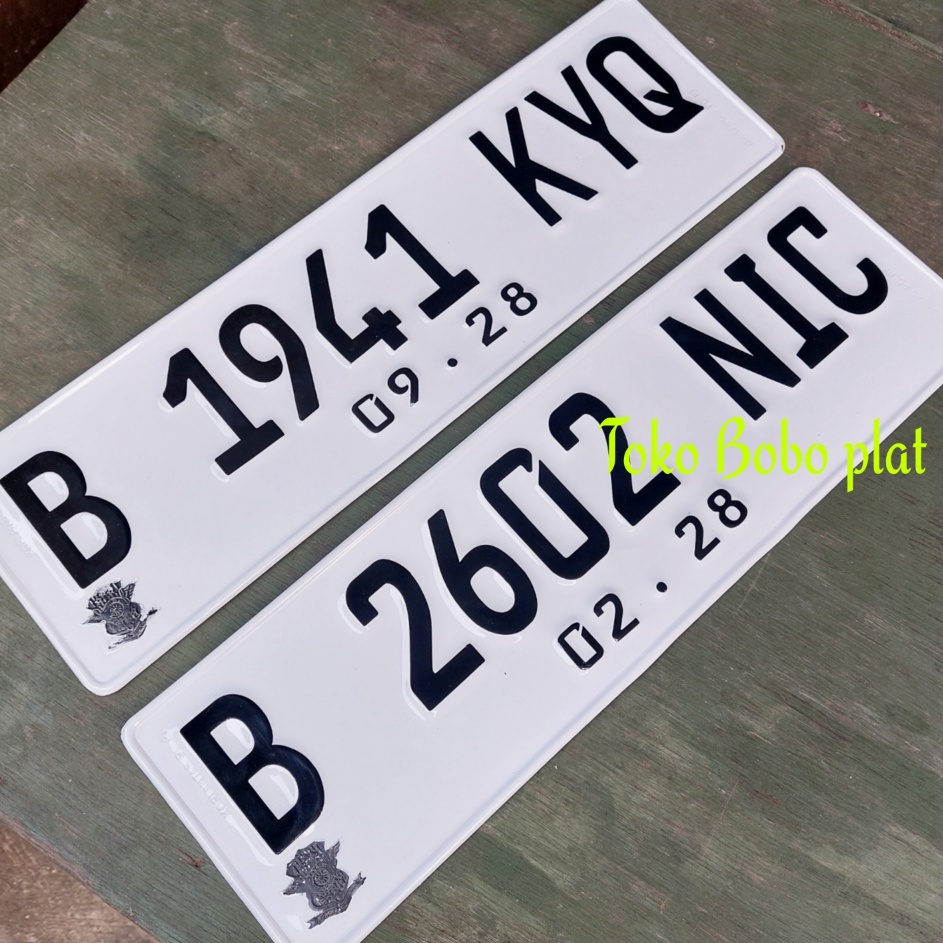 B 1941 KYQ
09.28
B 2602 NIC
02.28
Toko Bobo plat